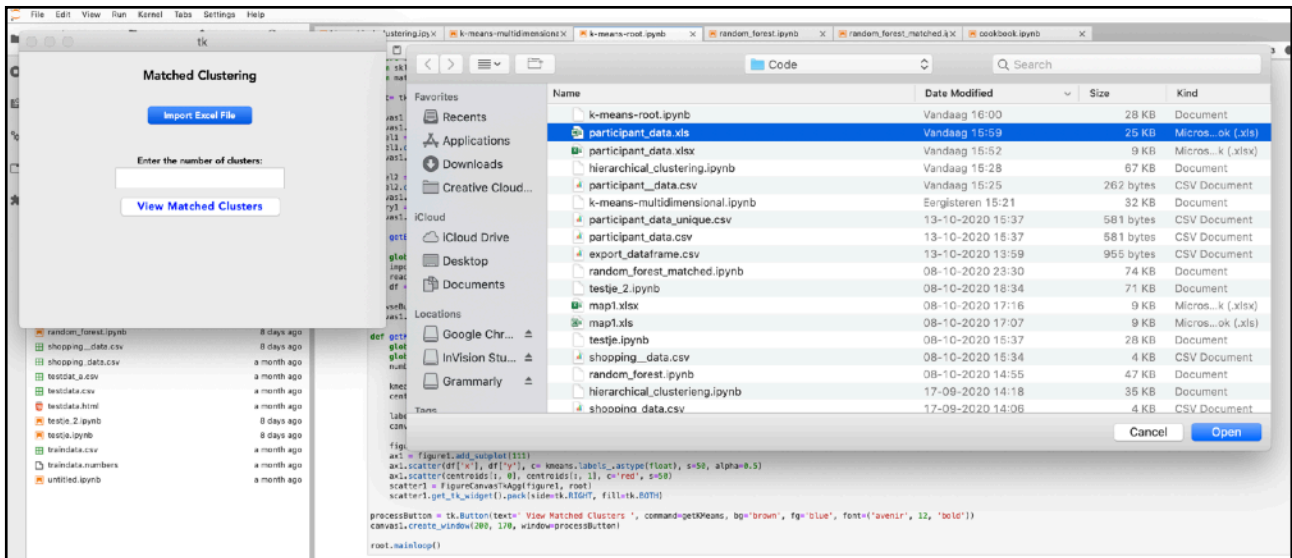 File Edit View Run Kernel Tabs Settings Help
tk
Matched Clustering
Import Excel File
Enter the number of clusters:
View Matched Clusters
k-means-multidimensiona
k-means-root.ipynb
random_forest.ipynb
random_forest_matched.i
cookbook.ipynb
Code
Search
Favorites
Recents
Applications
Downloads
Creative Cloud...
iCloud
iCloud Drive
Desktop
Documents
Locations
Google Chr...
InVision Stu...
Grammarly
Tags
Name Date Modified Size Kind
k-means-root.ipynb Vandaag 16:00 28 KB Document
participant_data.xls Vandaag 15:59 25 KB Micros...ok (.xls)
participant_data.xlsx Vandaag 15:52 9 KB Micros...k (.xlsx)
hierarchical_clustering.ipynb Vandaag 15:28 67 KB Document
participant__data.csv Vandaag 15:25 262 bytes CSV Document
k-means-multidimensional.ipynb Eergisteren 15:21 32 KB Document
participant_data_unique.csv 13-10-2020 15:37 581 bytes CSV Document
participant_data.csv 13-10-2020 15:37 581 bytes CSV Document
export_dataframe.csv 13-10-2020 13:59 955 bytes CSV Document
random_forest_matched.ipynb 08-10-2020 23:30 74 KB Document
testje_2.ipynb 08-10-2020 18:34 71 KB Document
map1.xlsx 08-10-2020 17:16 9 KB Micros...k (.xlsx)
map1.xls 08-10-2020 17:07 9 KB Micros...ok (.xls)
testje.ipynb 08-10-2020 15:37 28 KB Document
shopping__data.csv 08-10-2020 15:34 4 KB CSV Document
random_forest.ipynb 08-10-2020 14:55 47 KB Document
hierarchical_clusterieng.ipynb 17-09-2020 14:18 35 KB Document
shopping_data.csv 17-09-2020 14:06 4 KB CSV Document
Cancel Open
random_forest.ipynb 8 days ago
shopping__data.csv 8 days ago
shopping_data.csv a month ago
testdat_a.csv a month ago
testdata.csv a month ago
testdata.html a month ago
testje_2.ipynb 8 days ago
testje.ipynb 8 days ago
traindata.csv a month ago
traindata.numbers a month ago
untitled.ipynb a month ago
ax1 = figure1.add_subplot(111)
ax1.scatter(df['x'], df['y'], c= kmeans.labels_.astype(float), s=50, alpha=0.5)
ax1.scatter(centroids[:, 0], centroids[:, 1], c='red', s=50)
scatter1 = FigureCanvasTkAgg(figure1, root)
scatter1.get_tk_widget().pack(side=tk.RIGHT, fill=tk.BOTH)
processButton = tk.Button(text=' View Matched Clusters ', command=getKMeans, bg='brown', fg='blue', font=('avenir', 12, 'bold'))
canvas1.create_window(200, 170, window=processButton)
root.mainloop()